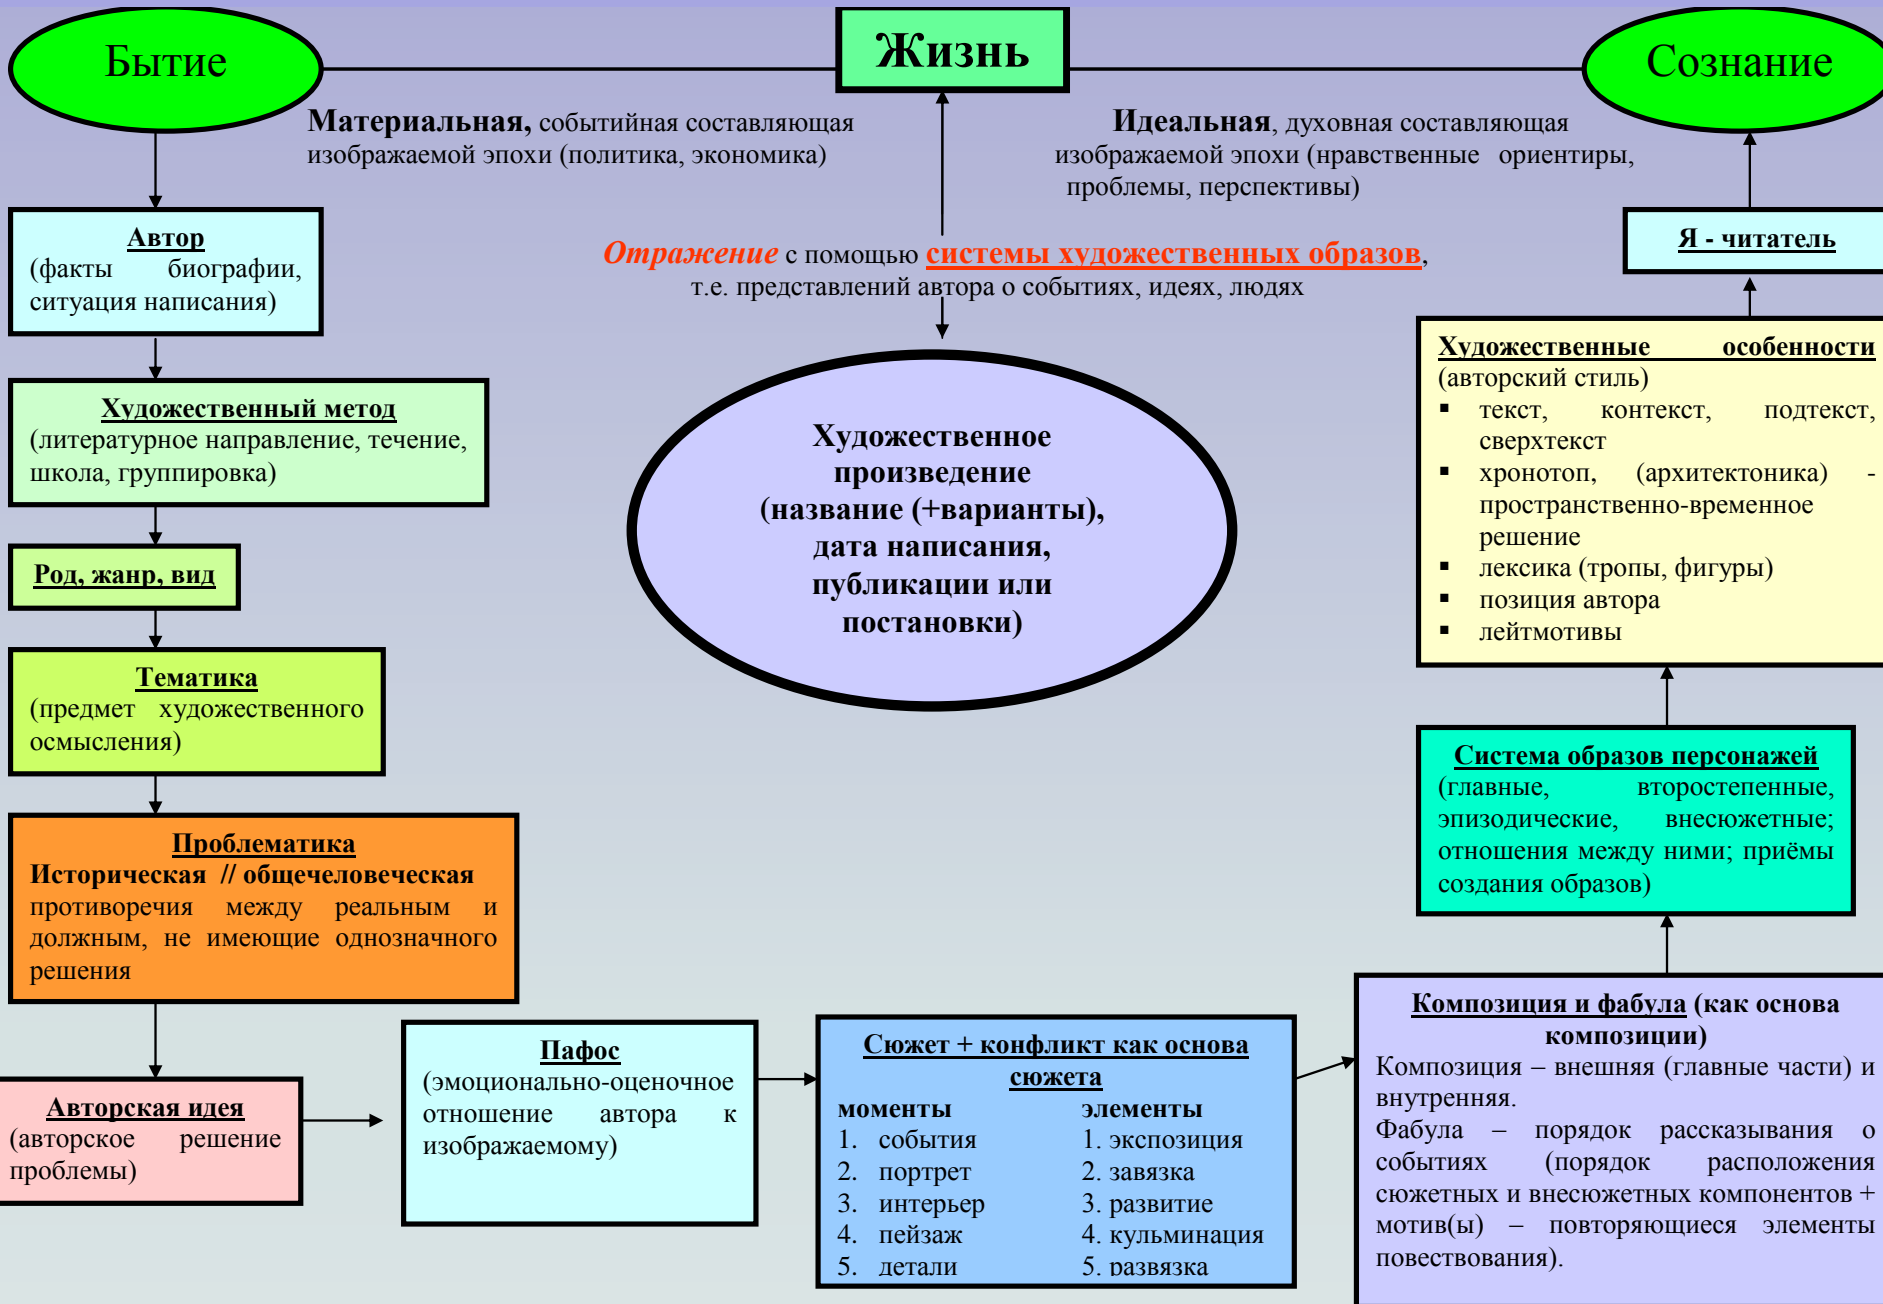 Бытие
Жизнь
Сознание
Материальная, событийная составляющая
изображаемой эпохи (политика, экономика)
Идеальная, духовная составляющая
изображаемой эпохи (нравственные ориентиры,
проблемы, перспективы)
Отражение с помощью системы художественных образов,
т.е. представлений автора о событиях, идеях, людях
Художественное
произведение
(название (+варианты),
дата написания,
публикации или
постановки)
Автор
(факты биографии,
ситуация написания)
Художественный метод
(литературное направление, течение,
школа, группировка)
Род, жанр, вид
Тематика
(предмет художественного
осмысления)
Проблематика
Историческая // общечеловеческая
противоречия между реальным и
должным, не имеющие однозначного
решения
Авторская идея
(авторское решение
проблемы)
Пафос
(эмоционально-оценочное
отношение автора к
изображаемому)
Сюжет + конфликт как основа
сюжета
моменты элементы
1. события 1. экспозиция
2. портрет 2. завязка
3. интерьер 3. развитие
4. пейзаж 4. кульминация
5. детали 5. развязка
Композиция и фабула (как основа
композиции)
Композиция – внешняя (главные части) и
внутренняя.
Фабула – порядок рассказывания о
событиях (порядок расположения
сюжетных и внесюжетных компонентов +
мотив(ы) – повторяющиеся элементы
повествования).
Система образов персонажей
(главные, второстепенные,
эпизодические, внесюжетные;
отношения между ними; приёмы
создания образов)
Художественные особенности
(авторский стиль)
▪ текст, контекст, подтекст,
сверхтекст
▪ хронотоп, (архитектоника) -
пространственно-временное
решение
▪ лексика (тропы, фигуры)
▪ позиция автора
▪ лейтмотивы
Я - читатель